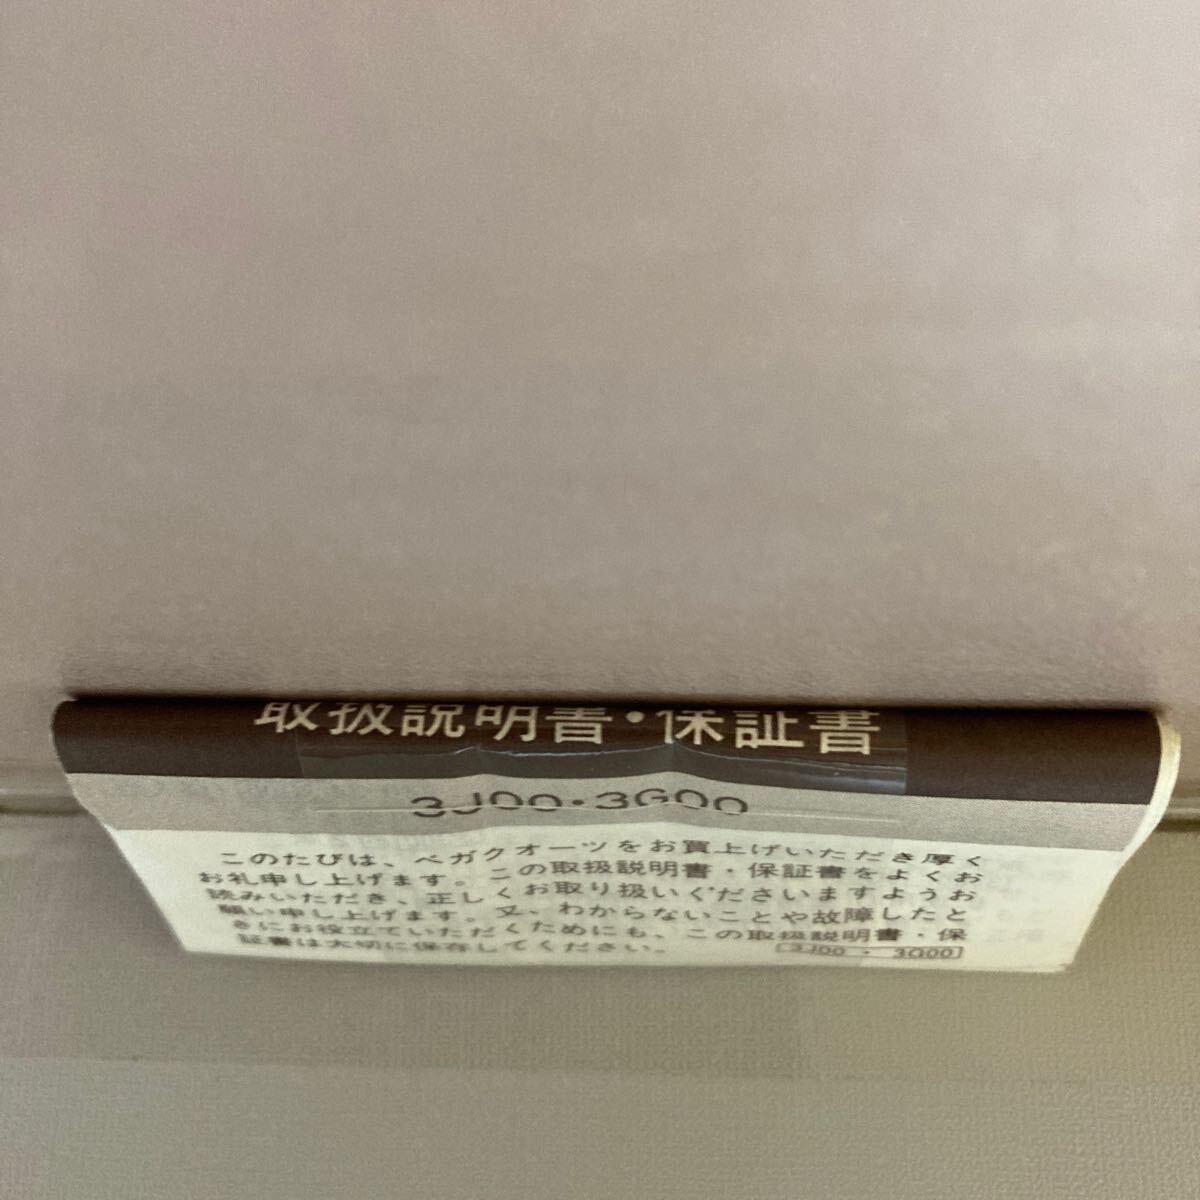 取扱説明書・保証書
3J00・3G00
このたびは、ベガクオーツをお買上げいただき厚く
お礼申し上げます。この取扱説明書・保証書をよくお
読みいただき、正しくお取り扱いくださいますようお
願い申し上げます。又、わからないことや故障したと
きにお役立ていただくためにも、この取扱説明書・保
証書は大切に保存してください。
3J00・3G00